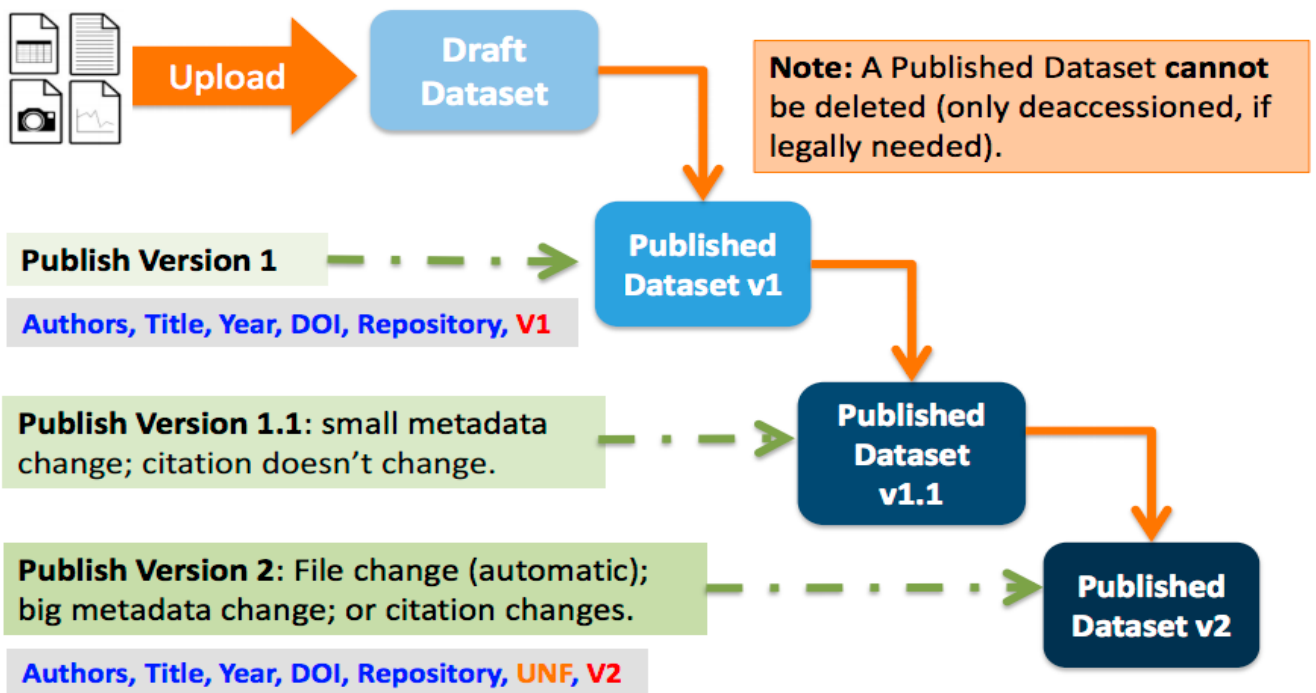 Upload
Draft
Dataset
Note: A Published Dataset cannot
be deleted (only deaccessioned, if
legally needed).
Publish Version 1
Published
Dataset v1
Authors, Title, Year, DOI, Repository, V1
Publish Version 1.1: small metadata
change; citation doesn’t change.
Published
Dataset
v1.1
Publish Version 2: File change (automatic);
big metadata change; or citation changes.
Published
Dataset v2
Authors, Title, Year, DOI, Repository, UNF, V2